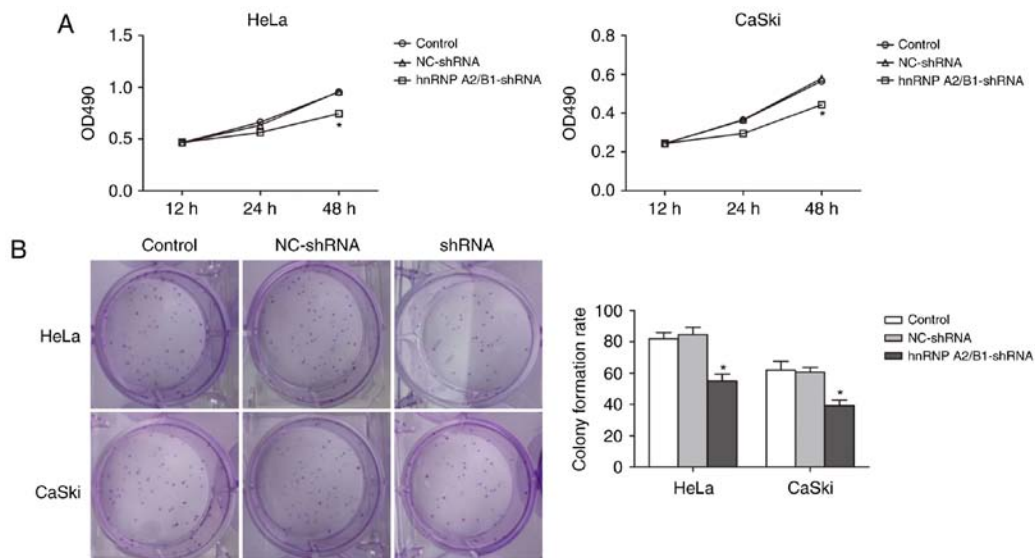 A
HeLa
OD490
1.5
1.0
0.5
0.0
12 h
24 h
48 h
*
Control
NC-shRNA
hnRNP A2/B1-shRNA
CaSki
OD490
0.8
0.6
0.4
0.2
0.0
12 h
24 h
48 h
*
Control
NC-shRNA
hnRNP A2/B1-shRNA
B
Control
NC-shRNA
shRNA
HeLa
CaSki
Colony formation rate
100
80
60
40
20
0
*
*
HeLa
CaSki
Control
NC-shRNA
hnRNP A2/B1-shRNA